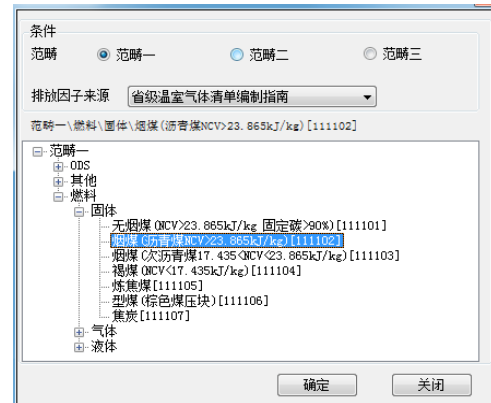 条件
范畴 范畴一 范畴二 范畴三
排放因子来源 省级温室气体清单编制指南
范畴一\燃料\固体\烟煤(沥青煤NCV>23.865kJ/kg)[111102]
范畴一
ODS
其他
燃料
固体
无烟煤(NCV>23.865kJ/kg 固定碳>90%)[111101]
烟煤(沥青煤NCV>23.865kJ/kg)[111102]
烟煤(次沥青煤17.435<NCV<23.865kJ/kg)[111103]
褐煤(NCV<17.435kJ/kg)[111104]
炼焦煤[111105]
型煤(棕色煤压块)[111106]
焦炭[111107]
气体
液体
确定 关闭